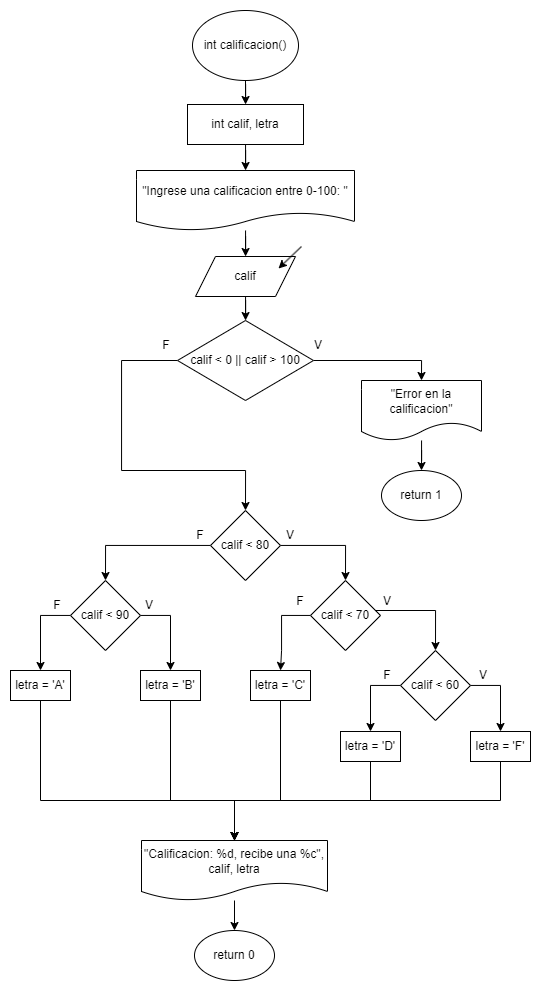 int calificacion()
int calif, letra
"Ingrese una calificacion entre 0-100: "
calif
F
V
calif < 0 || calif > 100
"Error en la
calificacion"
return 1
F
V
calif < 80
F
V
calif < 90
F
V
calif < 70
letra = 'A'
letra = 'B'
letra = 'C'
F
V
calif < 60
letra = 'D'
letra = 'F'
"Calificacion: %d, recibe una %c",
calif, letra
return 0